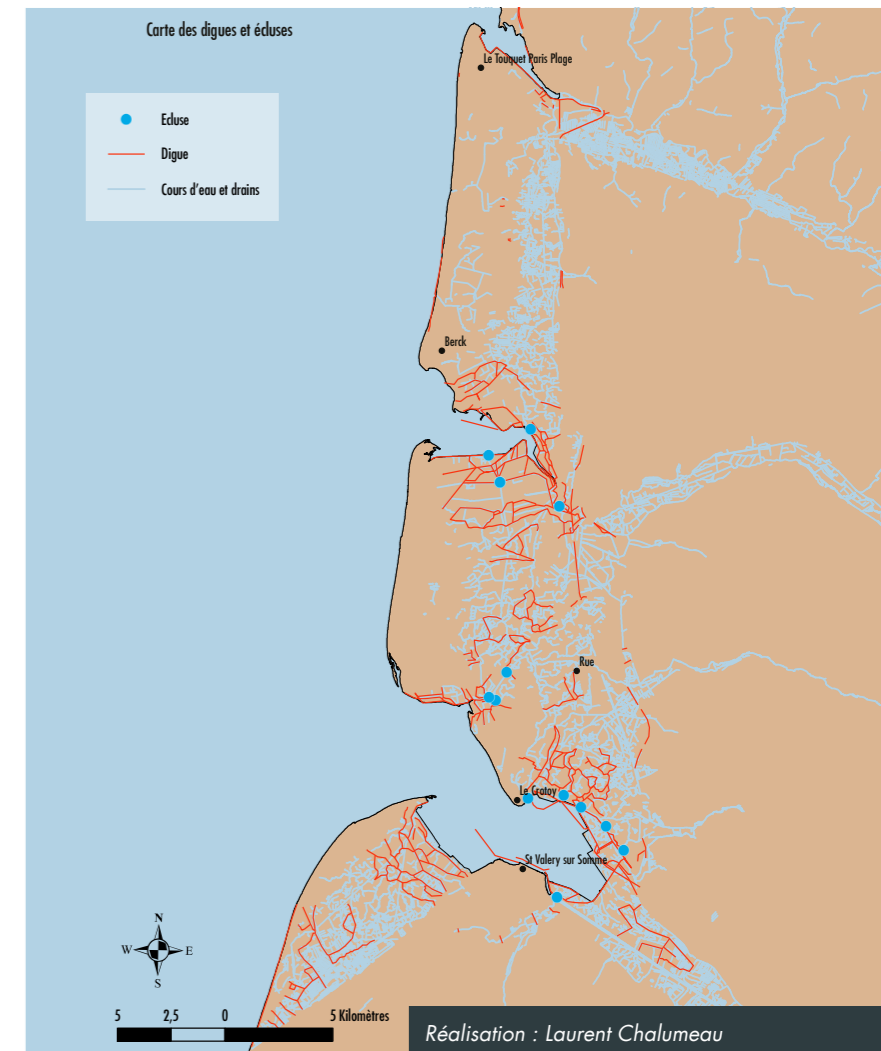 Carte des digues et écluses
Le Touquet Paris Plage
Ecluse
Digue
Cours d'eau et drains
Berck
Rue
Le Crotoy
St Valery sur Somme
N
W E
S
5 2,5 0 5 Kilomètres
Réalisation : Laurent Chalumeau